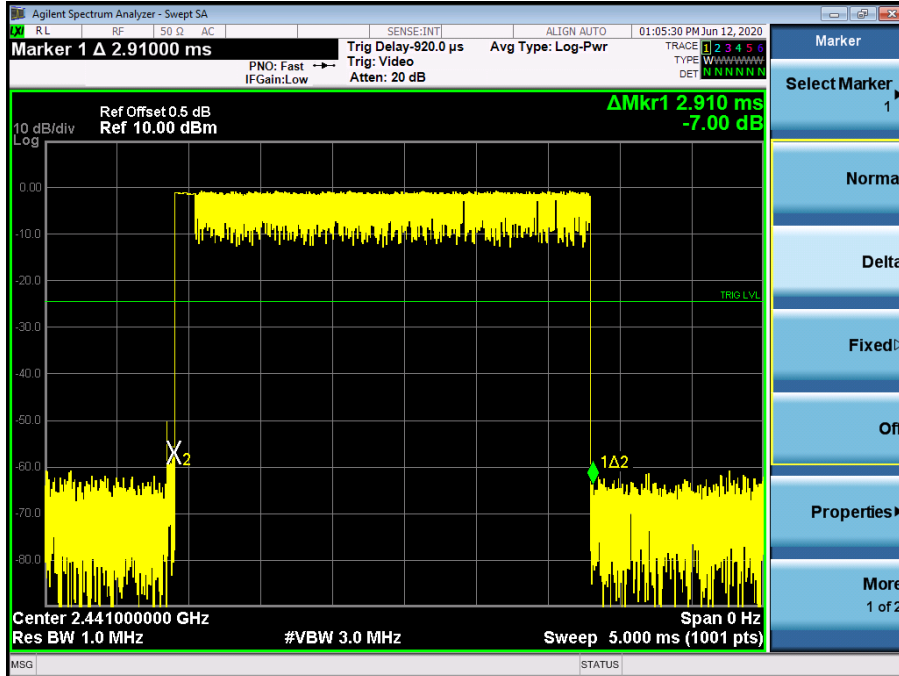 Agilent Spectrum Analyzer - Swept SA
LXI RL RF 50 Ω AC SENSE:INT ALIGN AUTO 01:05:30 PM Jun 12, 2020
Marker 1 Δ 2.91000 ms
PNO: Fast
IFGain:Low
Trig Delay-920.0 µs
Trig: Video
Atten: 20 dB
Avg Type: Log-Pwr
TRACE 1 2 3 4 5 6
TYPE WWWWWW
DET N N N N N N
ΔMkr1 2.910 ms
-7.00 dB
Ref Offset 0.5 dB
10 dB/div Ref 10.00 dBm
Log
0.00
-10.0
-20.0
TRIG LVL
-30.0
-40.0
-50.0
2
1Δ2
-60.0
-70.0
-80.0
Center 2.441000000 GHz Span 0 Hz
Res BW 1.0 MHz #VBW 3.0 MHz Sweep 5.000 ms (1001 pts)
MSG STATUS
Marker
Select Marker
1
Norma
Delta
Fixed
Of
Properties
More
1 of 2